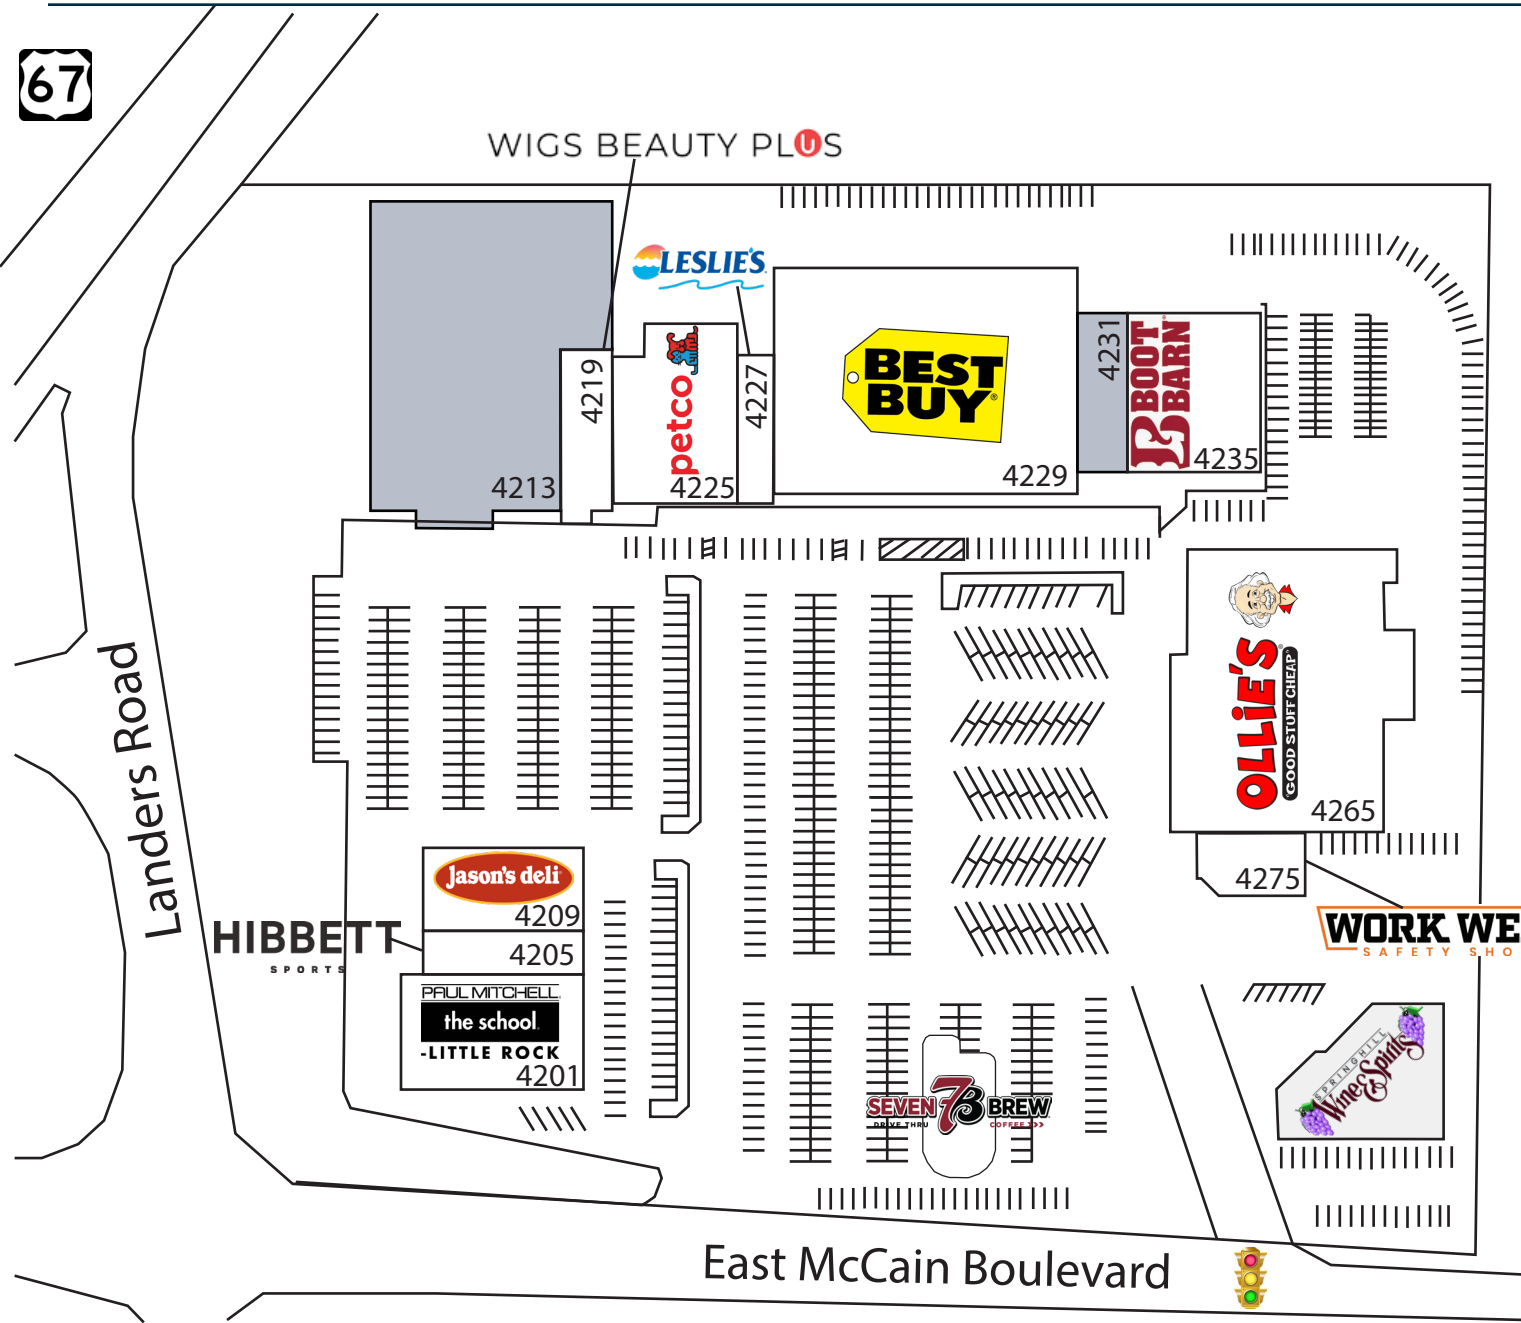 67
WIGS BEAUTY PLUS
LESLIE'S
4213
4219
petco
4225
4227
BEST
BUY®
4229
4231
BOOT
BARN
4235
OLLiE'S
GOOD STUFF CHEAP
4265
4275
WORK WE
SAFETY SHO
Landers Road
Jason's deli
4209
HIBBETT
SPORTS
4205
PAUL MITCHELL
the school
-LITTLE ROCK
4201
SEVEN 7B BREW
DRIVE THRU COFFEE >>>
SPRINGHILL
Wine & Spirits
East McCain Boulevard